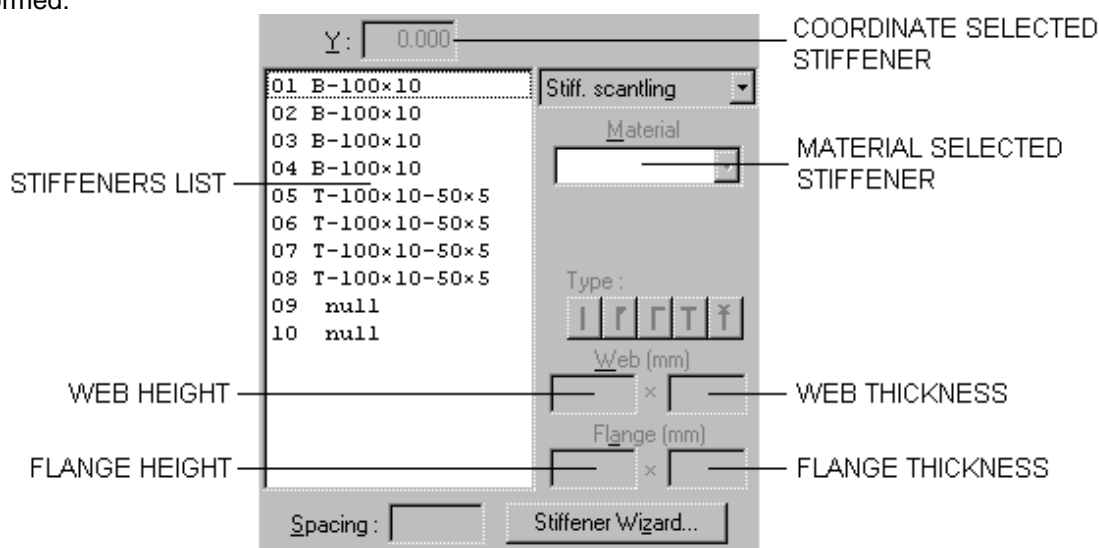 ormed.
Y : 0.000
COORDINATE SELECTED
STIFFENER
01 B-100×10
02 B-100×10
03 B-100×10
04 B-100×10
05 T-100×10-50×5
06 T-100×10-50×5
07 T-100×10-50×5
08 T-100×10-50×5
09 null
10 null
STIFFENERS LIST
Stiff. scantling
Material
MATERIAL SELECTED
STIFFENER
Type :
Web (mm)
WEB HEIGHT
×
WEB THICKNESS
Flange (mm)
FLANGE HEIGHT
×
FLANGE THICKNESS
Spacing :
Stiffener Wizard...